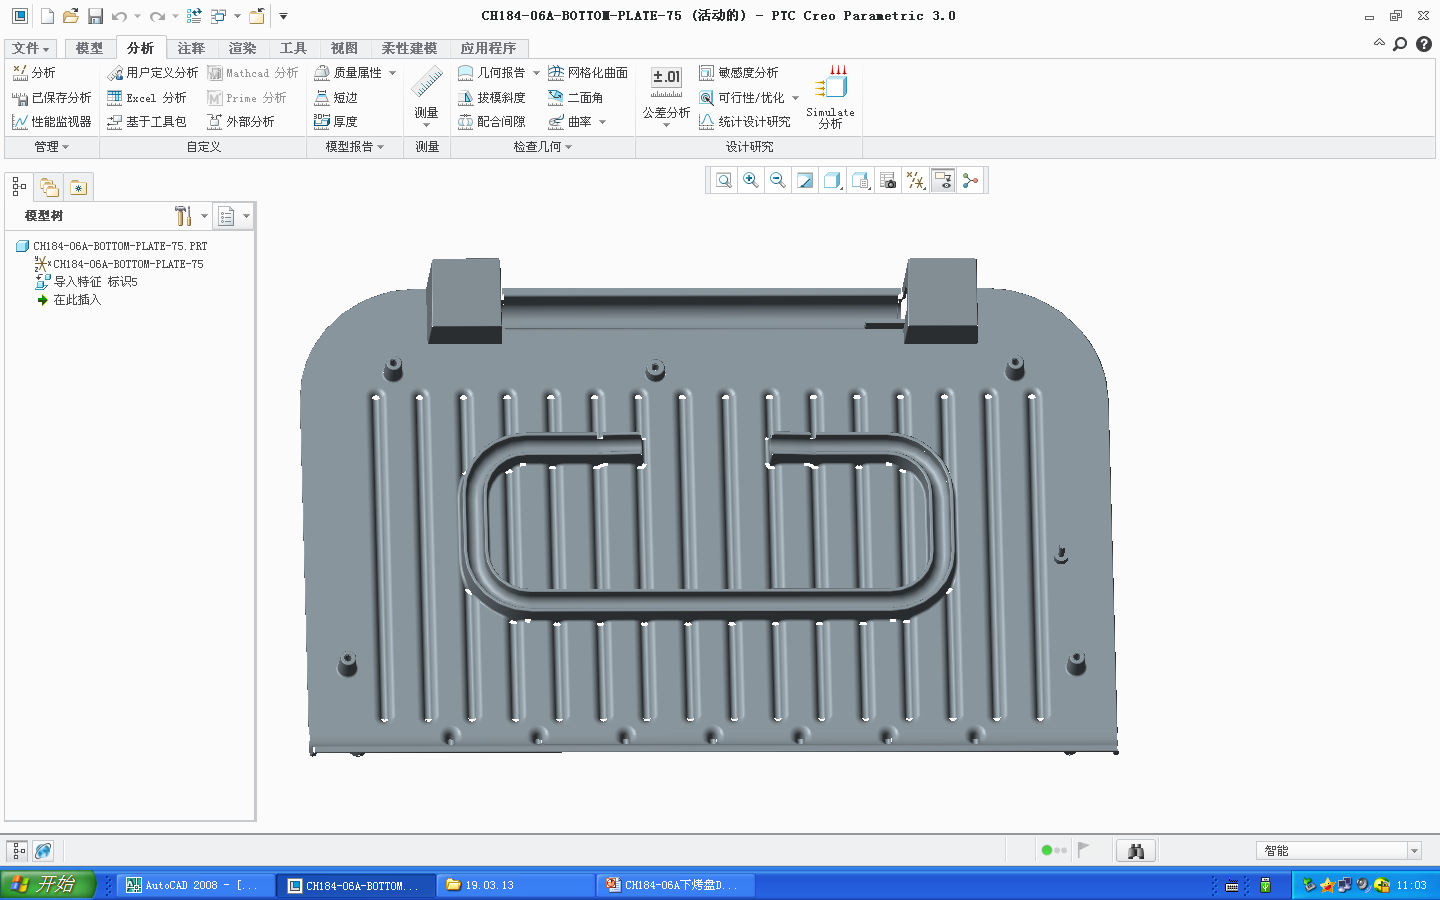 CH184-06A-BOTTOM-PLATE-75 (活动的) - PTC Creo Parametric 3.0
文件 模型 分析 注释 渲染 工具 视图 柔性建模 应用程序
分析 用户定义分析 Mathcad 分析 质量属性 几何报告 网格化曲面 ±.01 敏感度分析
已保存分析 Excel 分析 Prime 分析 短边 测量 拔模斜度 二面角 公差分析 可行性/优化 Simulate
性能监视器 基于工具包 外部分析 厚度 配合间隙 曲率 统计设计研究 分析
管理 自定义 模型报告 测量 检查几何 设计研究
模型树
CH184-06A-BOTTOM-PLATE-75.PRT
CH184-06A-BOTTOM-PLATE-75
导入特征 标识5
在此插入
智能
开始 AutoCAD 2008 - [... CH184-06A-BOTTOM... 19.03.13 CH184-06A下烤盘D... 11:03